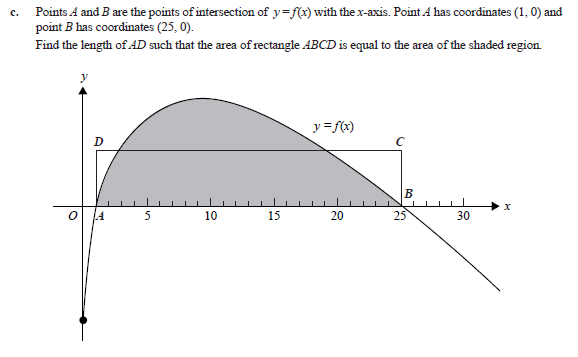 c. Points A and B are the points of intersection of y = f(x) with the x-axis. Point A has coordinates (1, 0) and
point B has coordinates (25, 0).
Find the length of AD such that the area of rectangle ABCD is equal to the area of the shaded region.
y
y = f(x)
D
C
B
x
O A 5 10 15 20 25 30